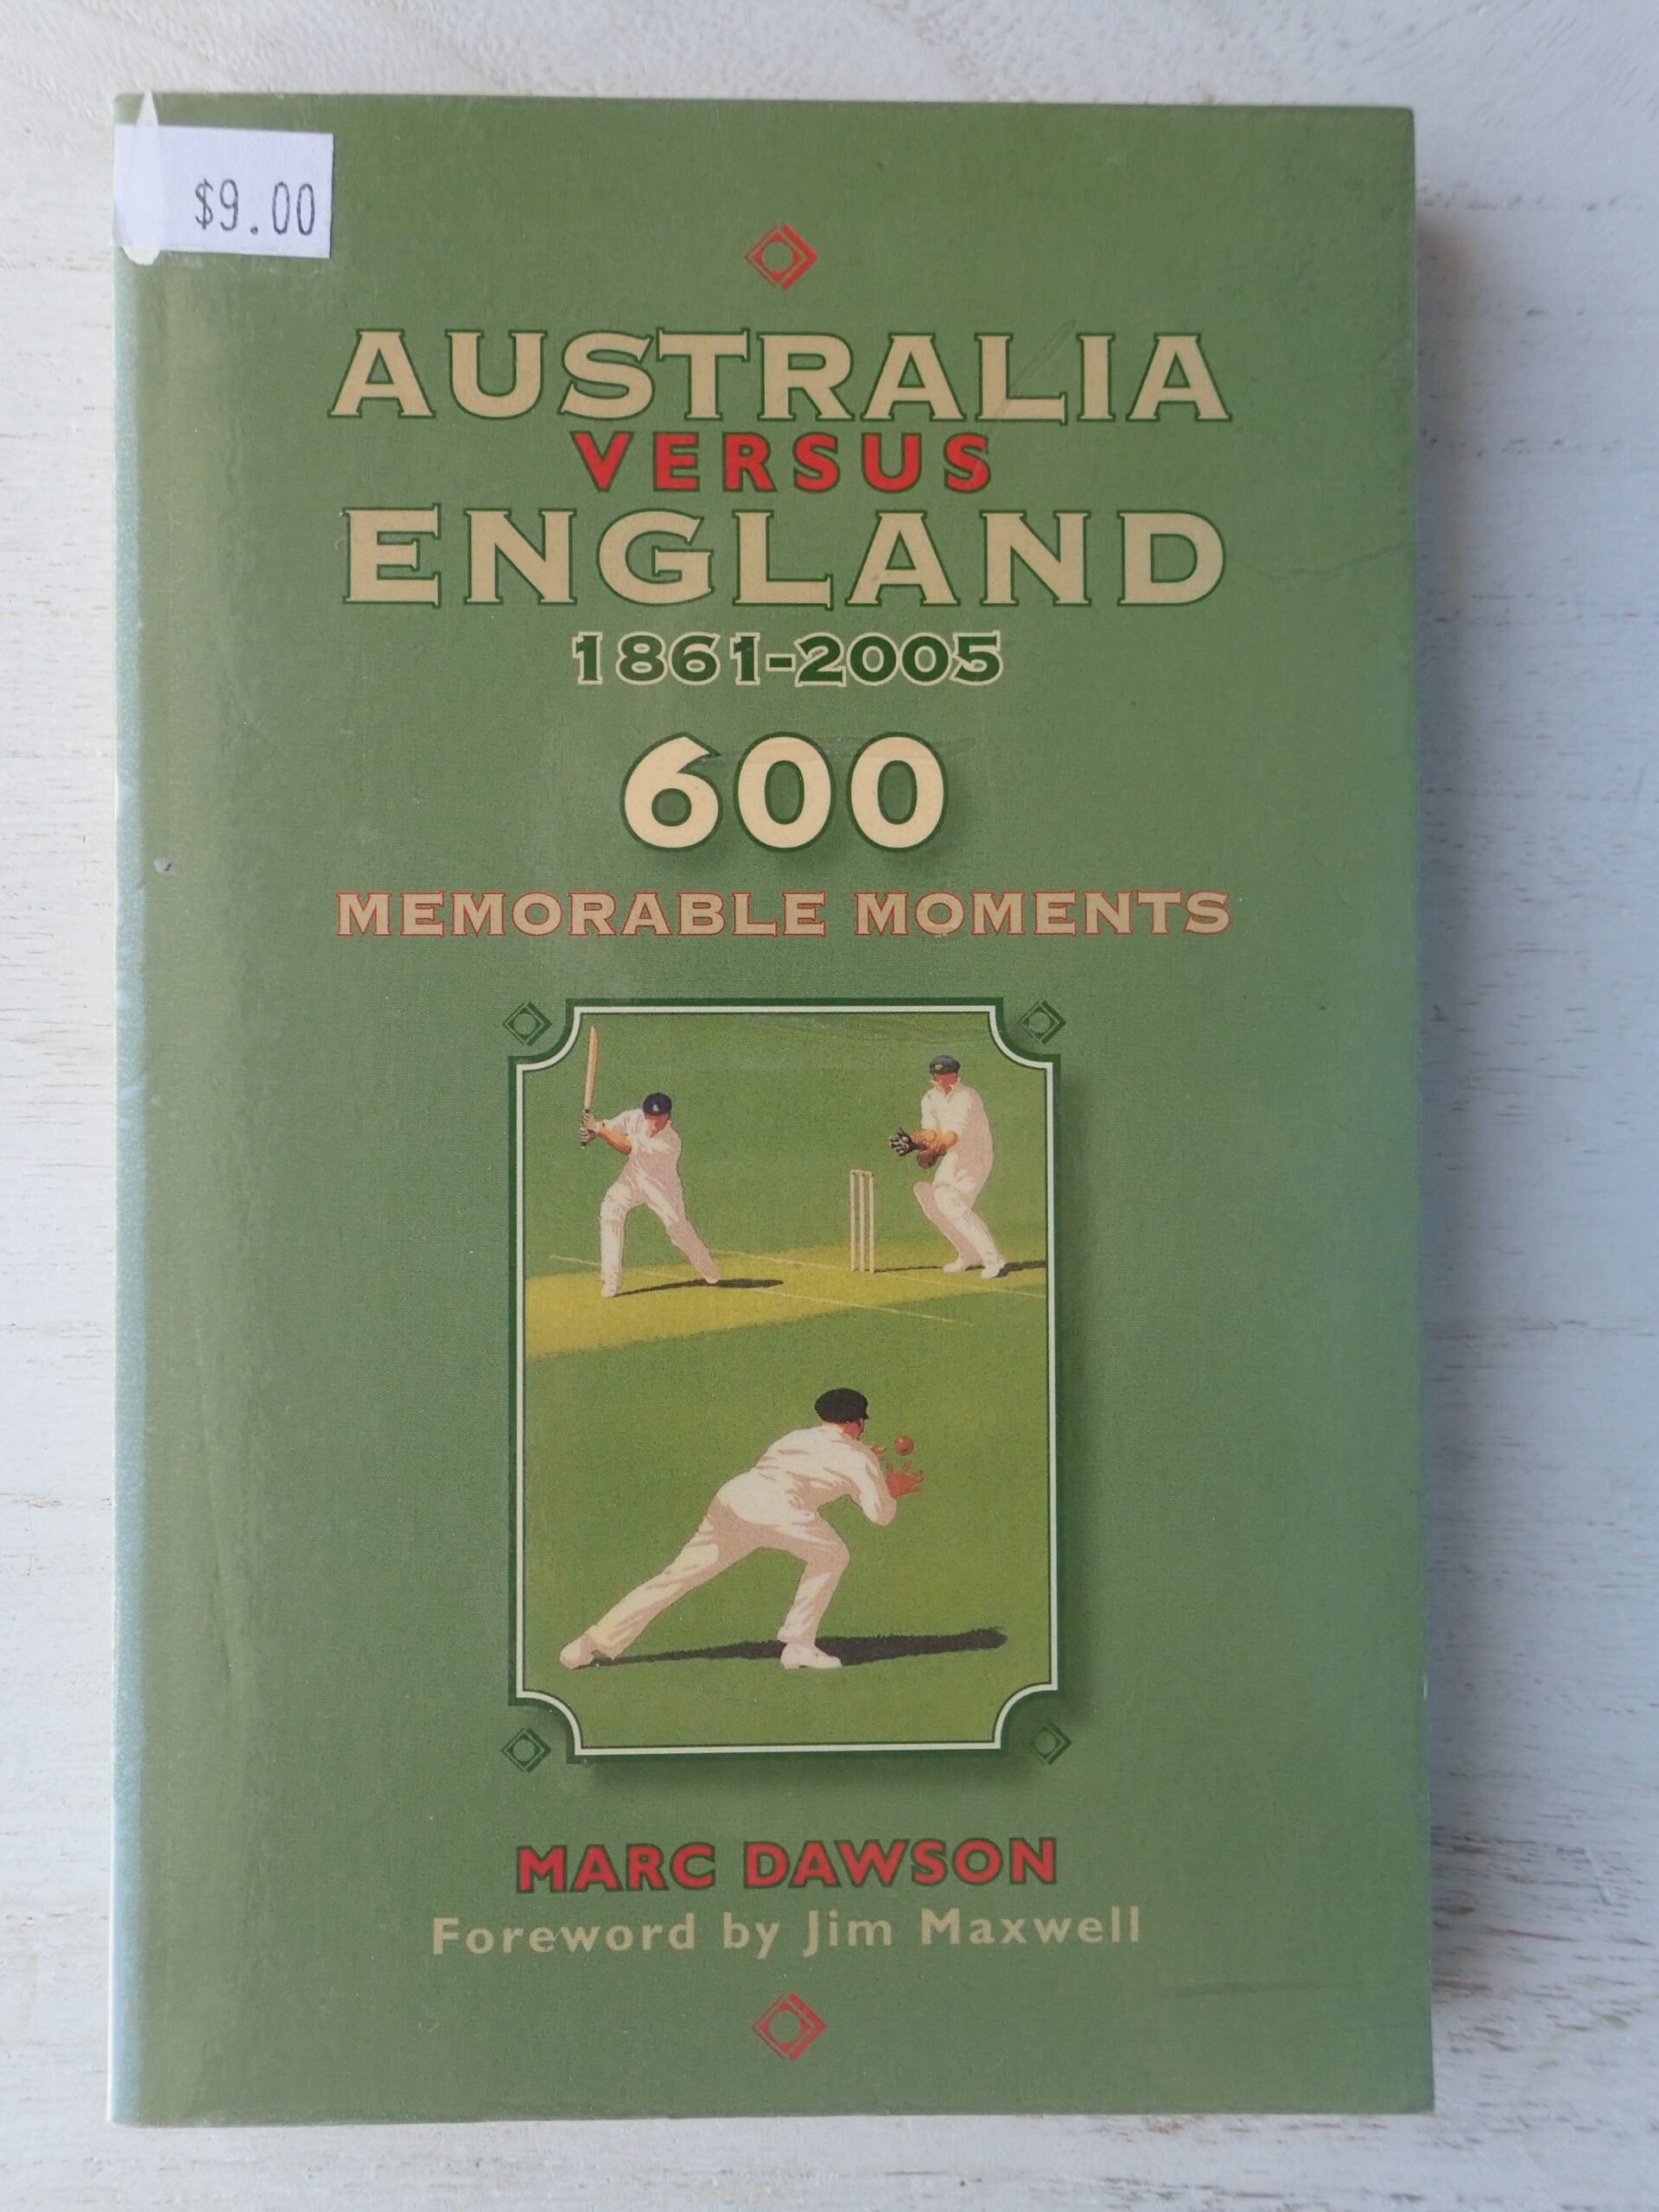 $9.00
AUSTRALIA
VERSUS
ENGLAND
1861-2005
600
MEMORABLE MOMENTS
MARC DAWSON
Foreword by Jim Maxwell